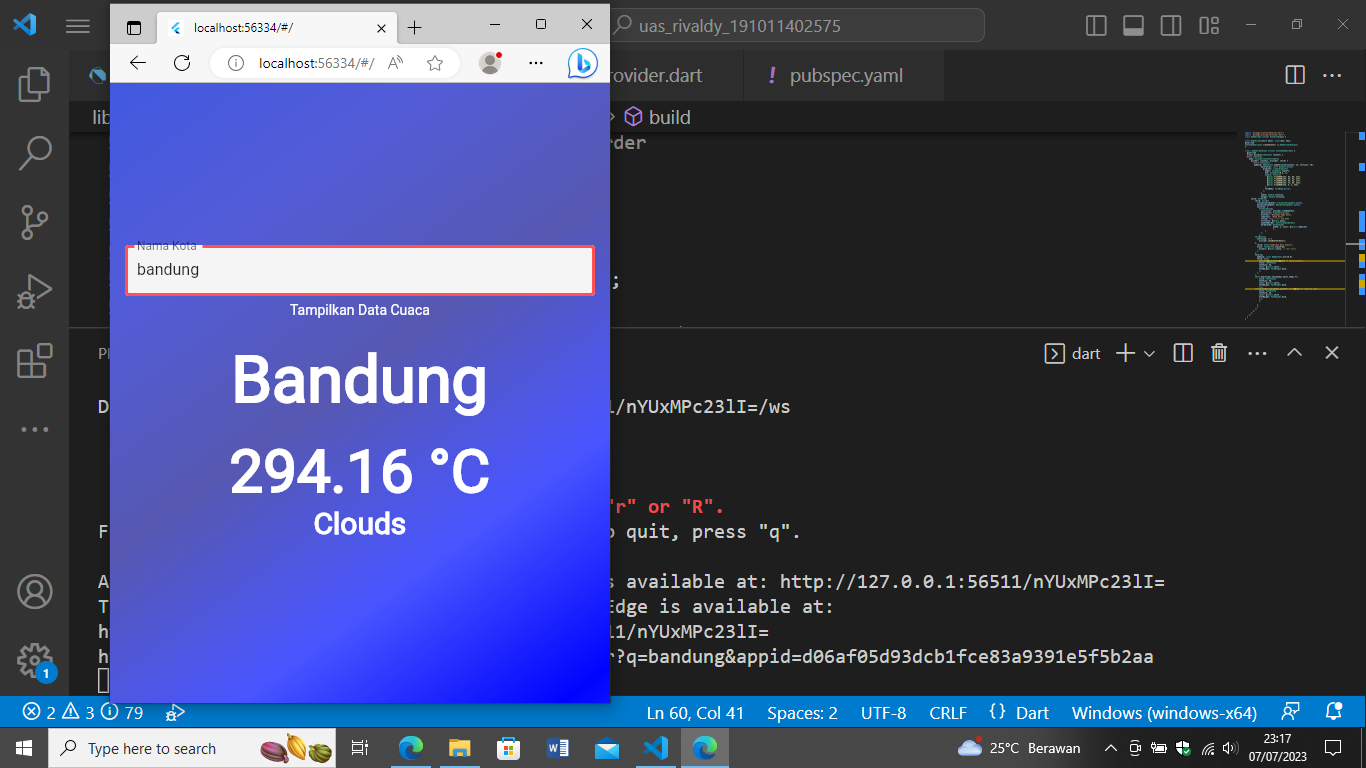 localhost:56334/#/
uas_rivaldy_191011402575
localhost:56334/#/
rovider.dart
! pubspec.yaml
lib
> build
rder
Nama Kota
bandung
;
Tampilkan Data Cuaca
dart
Bandung
/nYUxMPc23lI=/ws
294.16 °C
"r" or "R".
Clouds
o quit, press "q".
s available at: http://127.0.0.1:56511/nYUxMPc23lI=
Edge is available at:
11/nYUxMPc23lI=
r?q=bandung&appid=d06af05d93dcb1fce83a9391e5f5b2aa
1
2 3 79
Ln 60, Col 41 Spaces: 2 UTF-8 CRLF {} Dart Windows (windows-x64)
Type here to search
25°C Berawan
23:17
07/07/2023